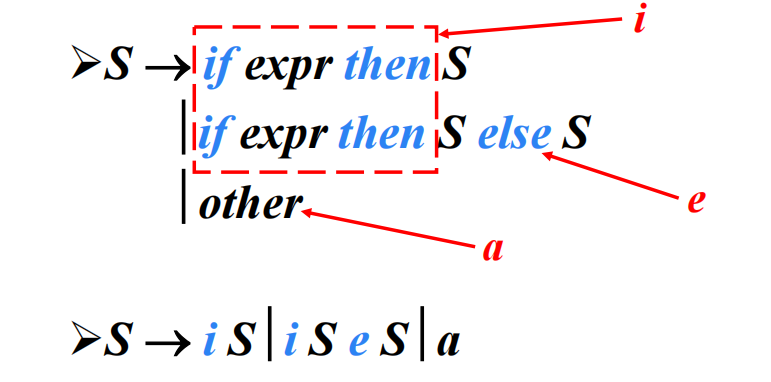 i
➢S → if expr then S
| if expr then S else S
e
| other
a
➢S → i S | i S e S | a